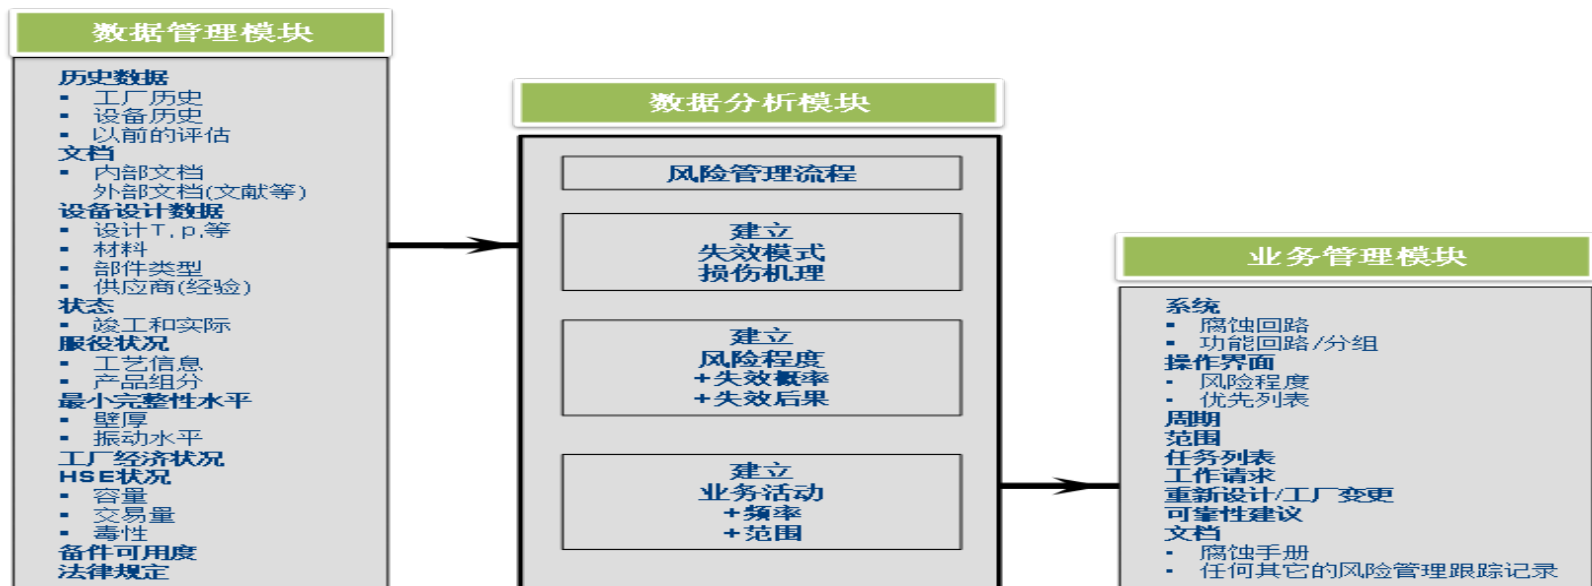 数据管理模块
历史数据
▪ 工厂历史
▪ 设备历史
▪ 以前的评估
文档
▪ 内部文档
外部文档(文献等)
设备设计数据
▪ 设计T,p,等
▪ 材料
▪ 部件类型
▪ 供应商(经验)
状态
▪ 竣工和实际
服役状况
▪ 工艺信息
▪ 产品组分
最小完整性水平
▪ 壁厚
▪ 振动水平
工厂经济状况
HSE状况
▪ 容量
▪ 交易量
▪ 毒性
备件可用度
法律规定
数据分析模块
风险管理流程
建立
失效模式
损伤机理
建立
风险程度
+失效概率
+失效后果
建立
业务活动
+频率
+范围
业务管理模块
系统
▪ 腐蚀回路
▪ 功能回路/分组
操作界面
▪ 风险程度
▪ 优先列表
周期
范围
任务列表
工作请求
重新设计/工厂变更
可靠性建议
文档
▪ 腐蚀手册
▪ 任何其它的风险管理跟踪记录